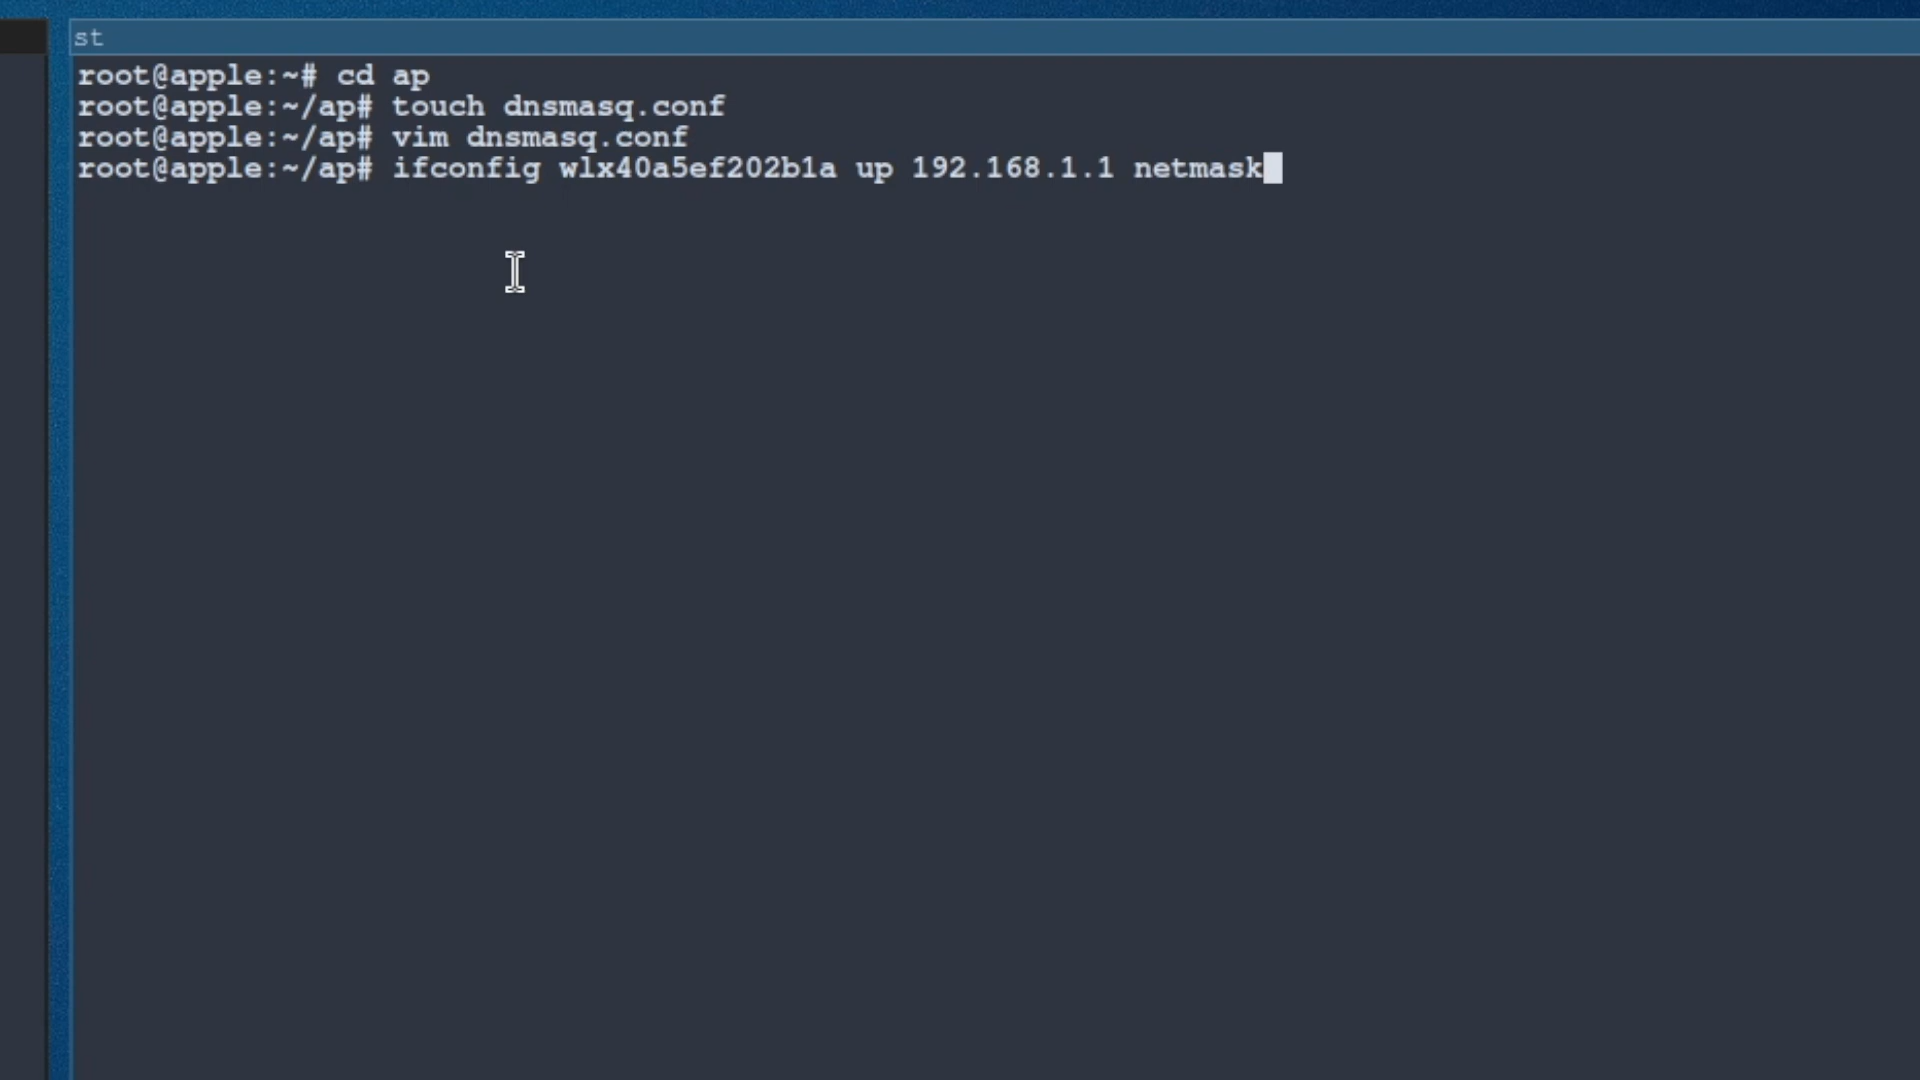 st
root@apple:~# cd ap
root@apple:~/ap# touch dnsmasq.conf
root@apple:~/ap# vim dnsmasq.conf
root@apple:~/ap# ifconfig wlx40a5ef202b1a up 192.168.1.1 netmask